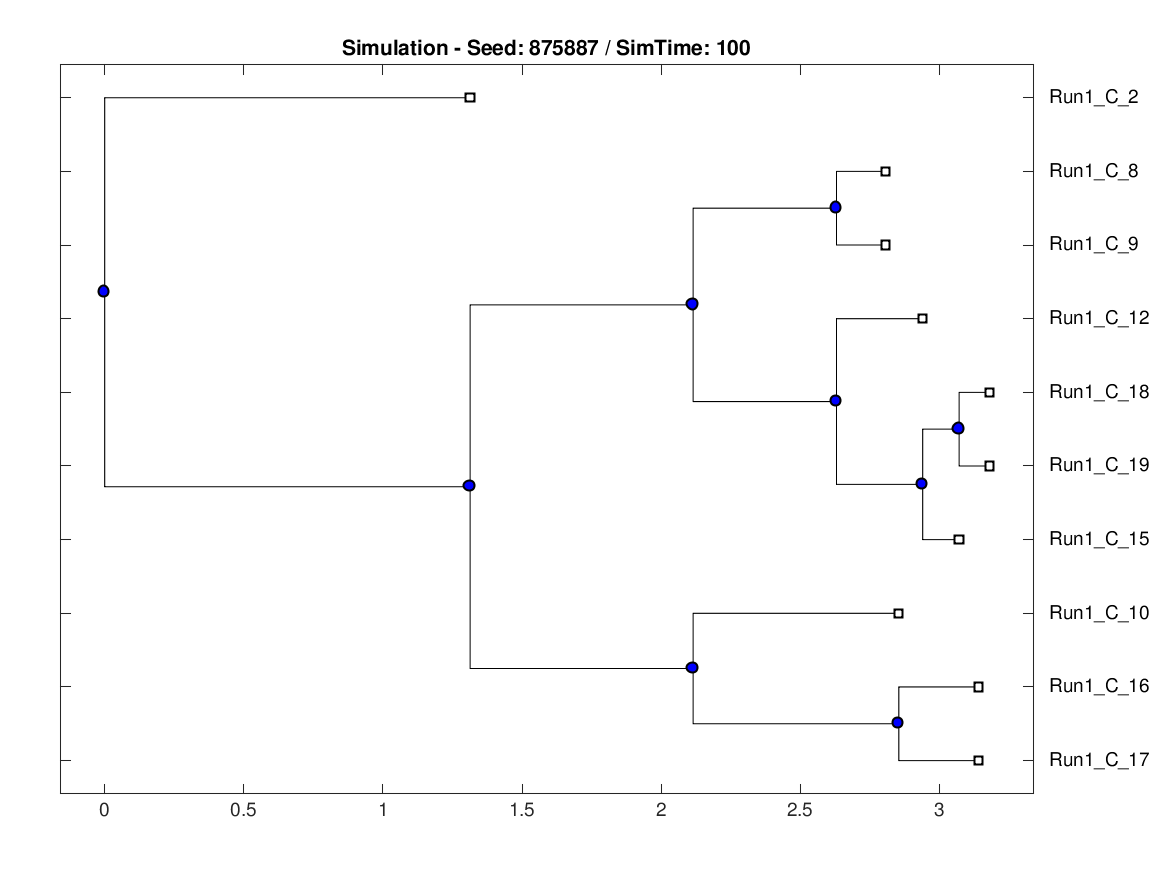 Simulation - Seed: 875887 / SimTime: 100
Run1_C_2
Run1_C_8
Run1_C_9
Run1_C_12
Run1_C_18
Run1_C_19
Run1_C_15
Run1_C_10
Run1_C_16
Run1_C_17
0 0.5 1 1.5 2 2.5 3